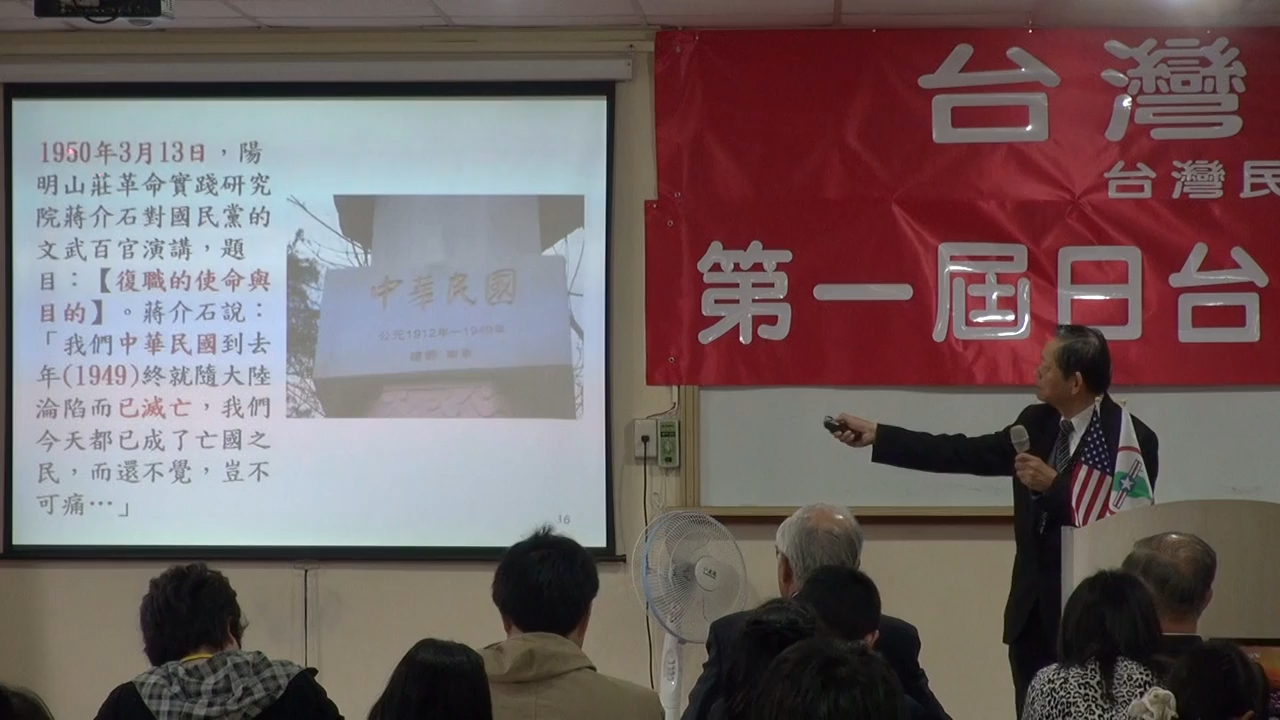 1950年3月13日，陽
明山莊革命實踐研究
院蔣介石對國民黨的
文武百官演講，題
目：【復職的使命與
目的】。蔣介石說：
「我們中華民國到去
年(1949)終就隨大陸
淪陷而已滅亡，我們
今天都已成了亡國之
民，而還不覺，豈不
可痛…」
中華民國
公元1912年—1949年
16
台灣
台灣民
第一屆日台